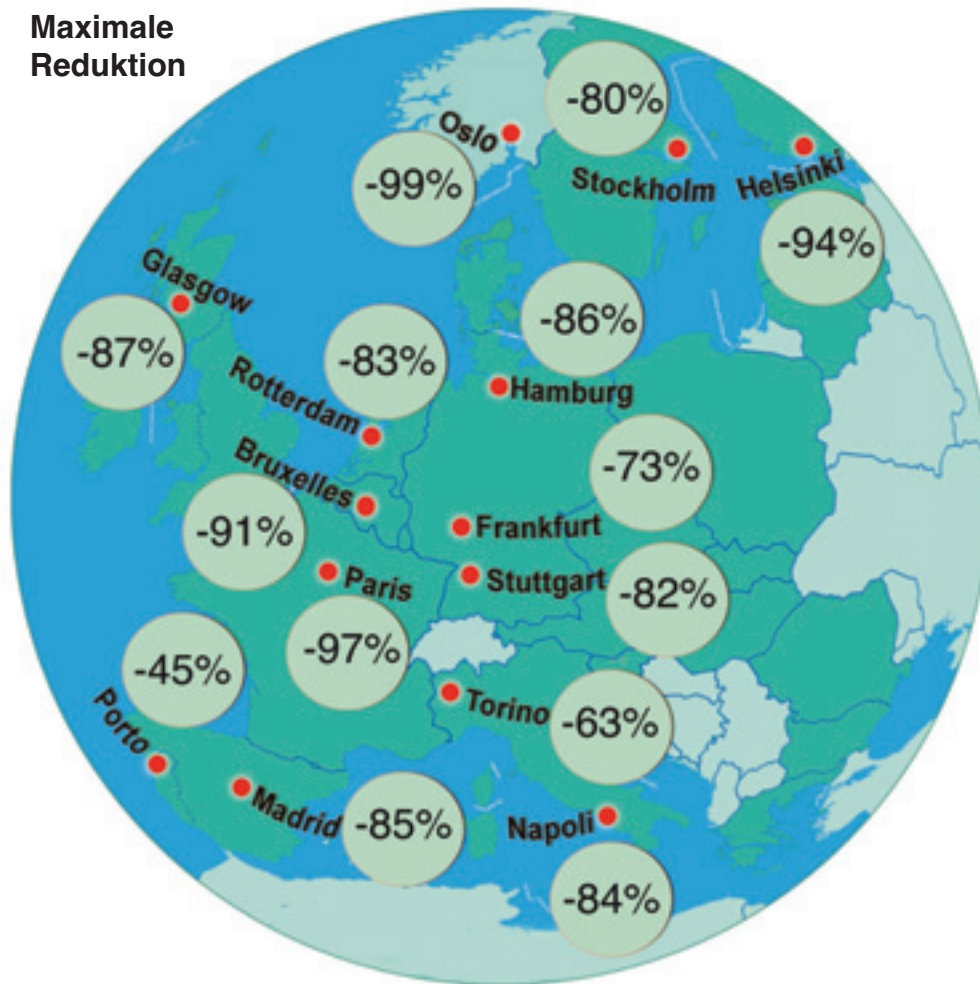 Maximale
Reduktion
-80%
Oslo
-99%
Stockholm
Helsinki
-94%
Glasgow
-87%
-86%
-83%
Rotterdam
Hamburg
Bruxelles
-73%
-91%
Frankfurt
Paris
Stuttgart
-82%
-97%
-45%
Porto
Torino
-63%
Madrid
-85%
Napoli
-84%